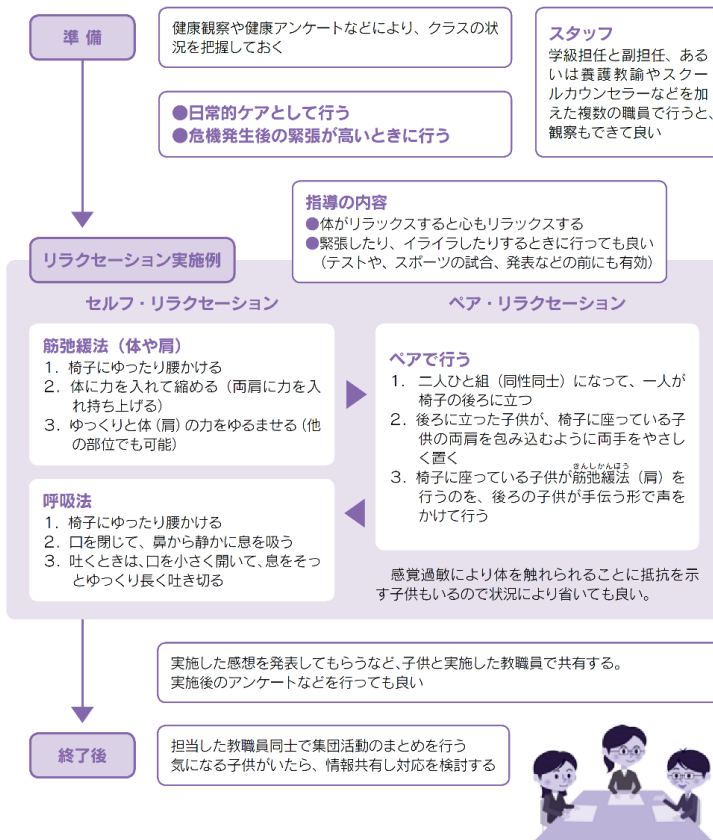 準 備
健康観察や健康アンケートなどにより、クラスの状
況を把握しておく
●日常的ケアとして行う
●危機発生後の緊張が高いときに行う
スタッフ
学級担任と副担任、ある
いは養護教諭やスクー
ルカウンセラーなどを加
えた複数の職員で行うと、
観察もできて良い
指導の内容
●体がリラックスすると心もリラックスする
●緊張したり、イライラしたりするときに行っても良い
（テストや、スポーツの試合、発表などの前にも有効）
リラクセーション実施例
セルフ・リラクセーション
筋弛緩法（体や肩）
1. 椅子にゆったり腰かける
2. 体に力を入れて縮める（両肩に力を入
れ持ち上げる）
3. ゆっくりと体（肩）の力をゆるませる（他
の部位でも可能）
呼吸法
1. 椅子にゆったり腰かける
2. 口を閉じて、鼻から静かに息を吸う
3. 吐くときは、口を小さく開いて、息をそっ
とゆっくり長く吐き切る
ペア・リラクセーション
ペアで行う
1. 二人ひと組（同性同士）になって、一人が
椅子の後ろに立つ
2. 後ろに立った子供が、椅子に座っている子
供の両肩を包み込むように両手をやさし
く置く
きんしかんほう
3. 椅子に座っている子供が筋弛緩法（肩）を
行うのを、後ろの子供が手伝う形で声を
かけて行う
感覚過敏により体を触れられることに抵抗を示
す子供もいるので状況により省いても良い。
実施した感想を発表してもらうなど、子供と実施した教職員で共有する。
実施後のアンケートなどを行っても良い
終了後
担当した教職員同士で集団活動のまとめを行う
気になる子供がいたら、情報共有し対応を検討する